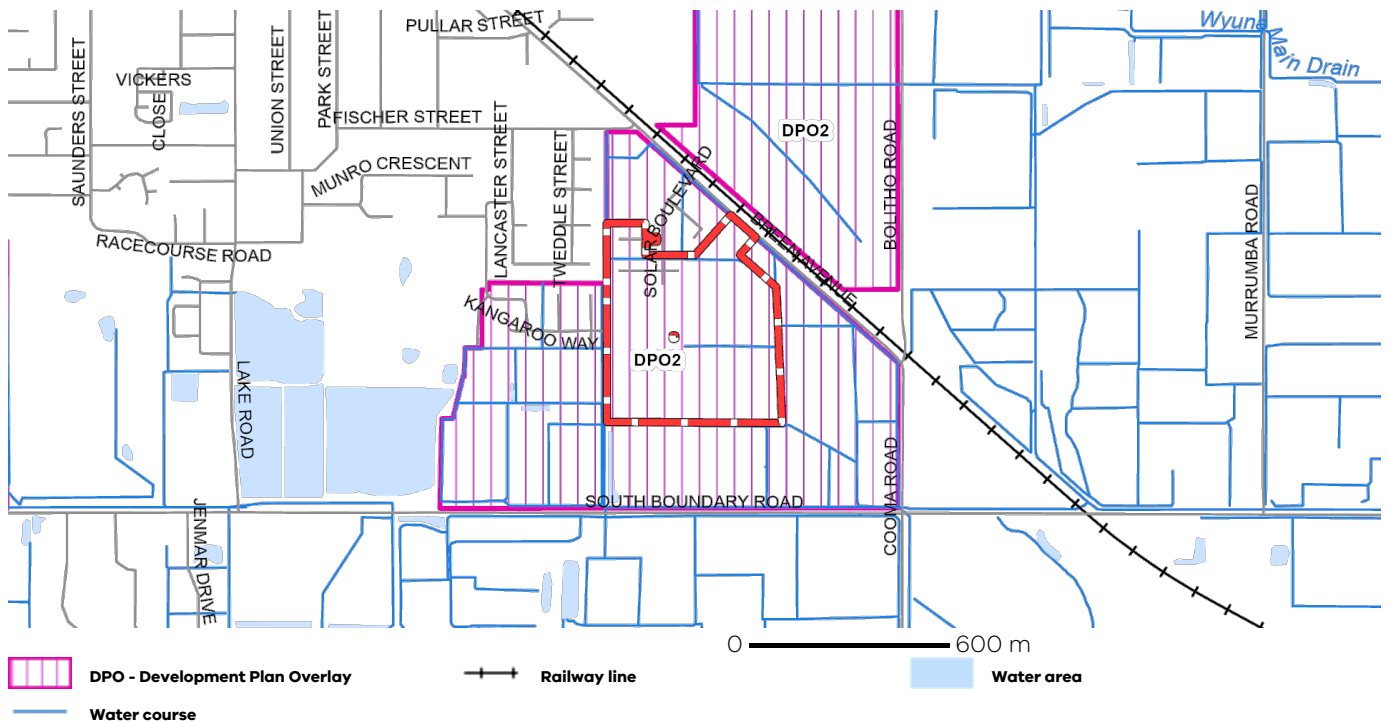 PULLAR STREET
Wyuna
Main Drain
SAUNDERS STREET
VICKERS
CLOSE
UNION STREET
PARK STREET
FISCHER STREET
DPO2
MUNRO CRESCENT
LANCASTER STREET
TWEDDLE STREET
SOLAR BOULEVARD
BOLITHO ROAD
MURRUMBA ROAD
RACECOURSE ROAD
BREEN AVENUE
KANGAROO WAY
DPO2
LAKE ROAD
COOMA ROAD
SOUTH BOUNDARY ROAD
JENMAR DRIVE
0 600 m
DPO - Development Plan Overlay
Railway line
Water area
Water course